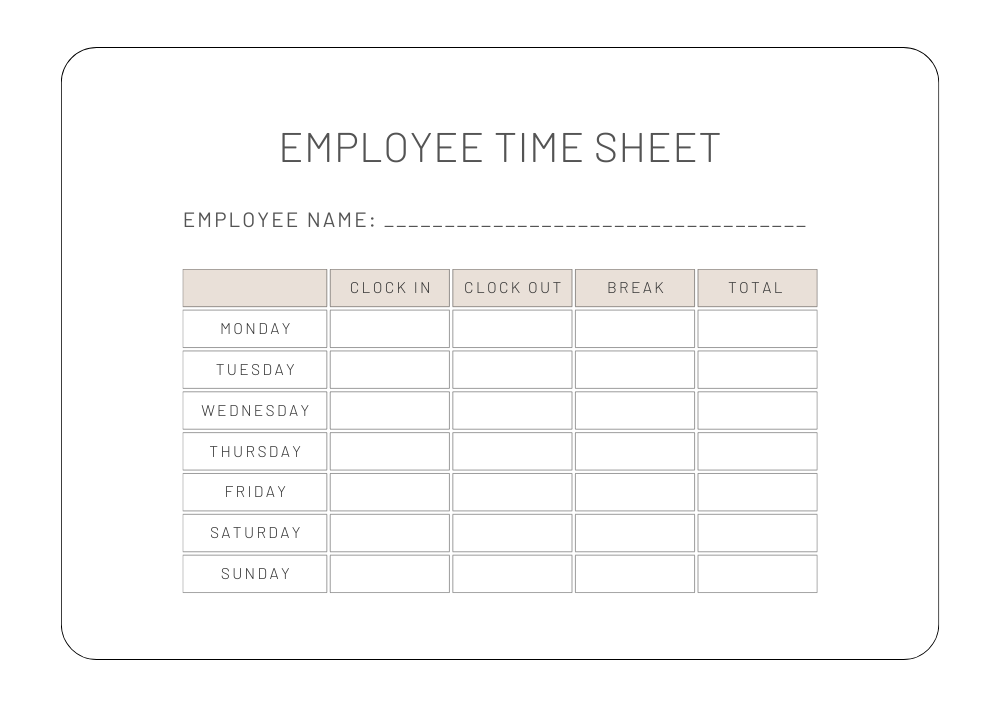 EMPLOYEE TIME SHEET
EMPLOYEE NAME: ___________________________________
CLOCK IN CLOCK OUT BREAK TOTAL
MONDAY
TUESDAY
WEDNESDAY
THURSDAY
FRIDAY
SATURDAY
SUNDAY